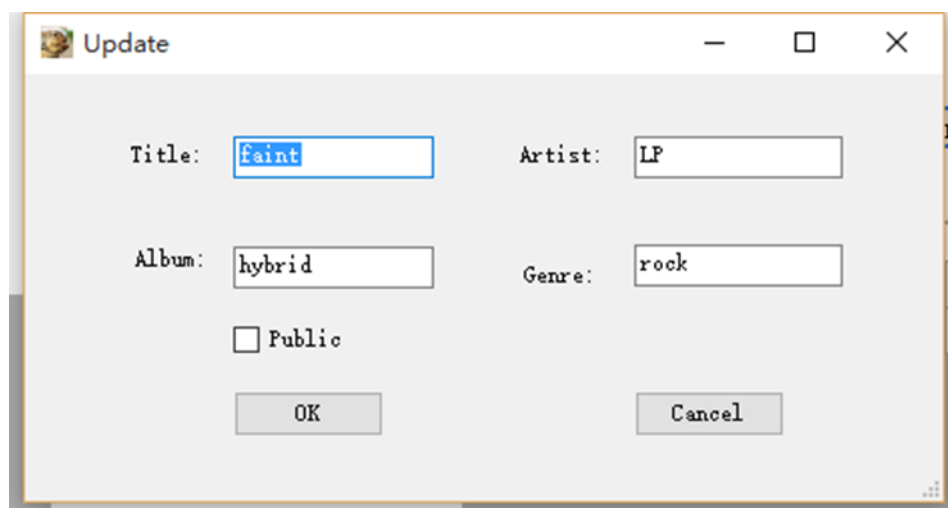 Update
Title: faint Artist: LP
Album: hybrid Genre: rock
Public
OK Cancel